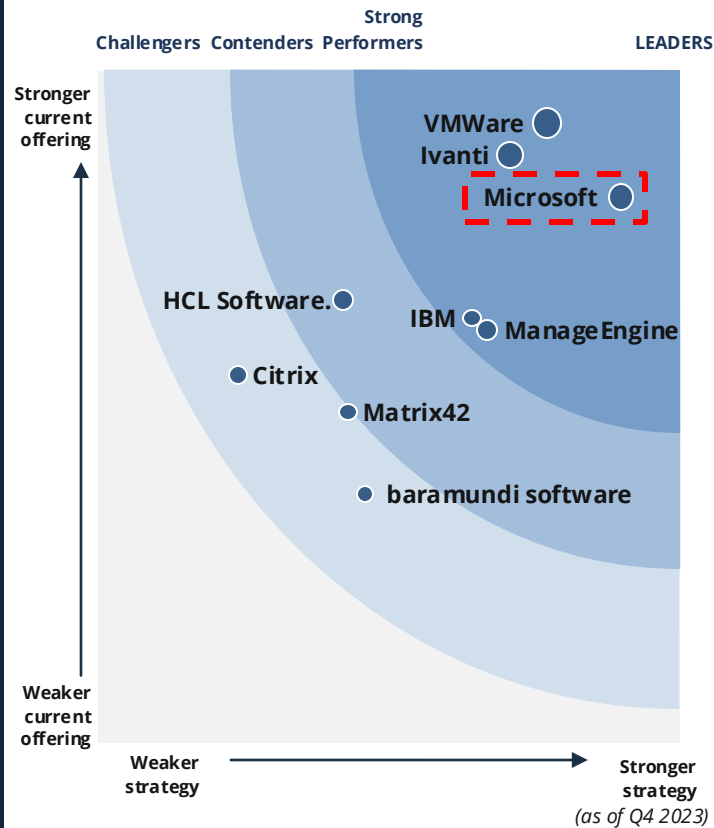 Strong
Challengers Contenders Performers LEADERS
Stronger
current
offering
VMWare
Ivanti
Microsoft
HCL Software.
IBM
ManageEngine
Citrix
Matrix42
baramundi software
Weaker
current
offering
Weaker
strategy
Stronger
strategy
(as of Q4 2023)